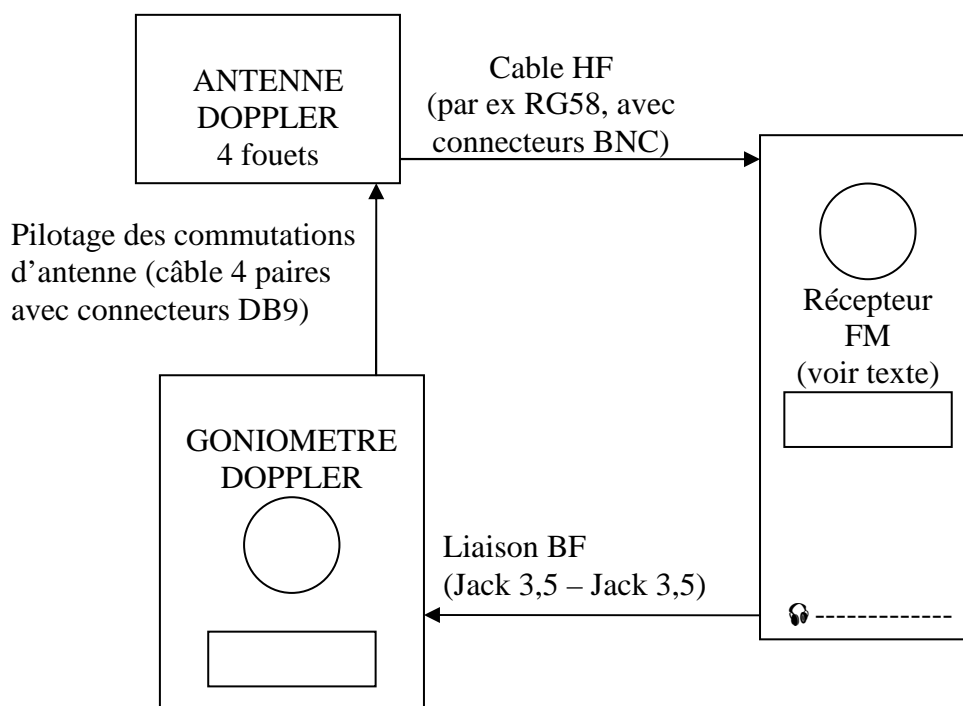 ANTENNE
DOPPLER
4 fouets
Cable HF
(par ex RG58, avec
connecteurs BNC)
Pilotage des commutations
d’antenne (câble 4 paires
avec connecteurs DB9)
Récepteur
FM
(voir texte)
GONIOMETRE
DOPPLER
Liaison BF
(Jack 3,5 – Jack 3,5)